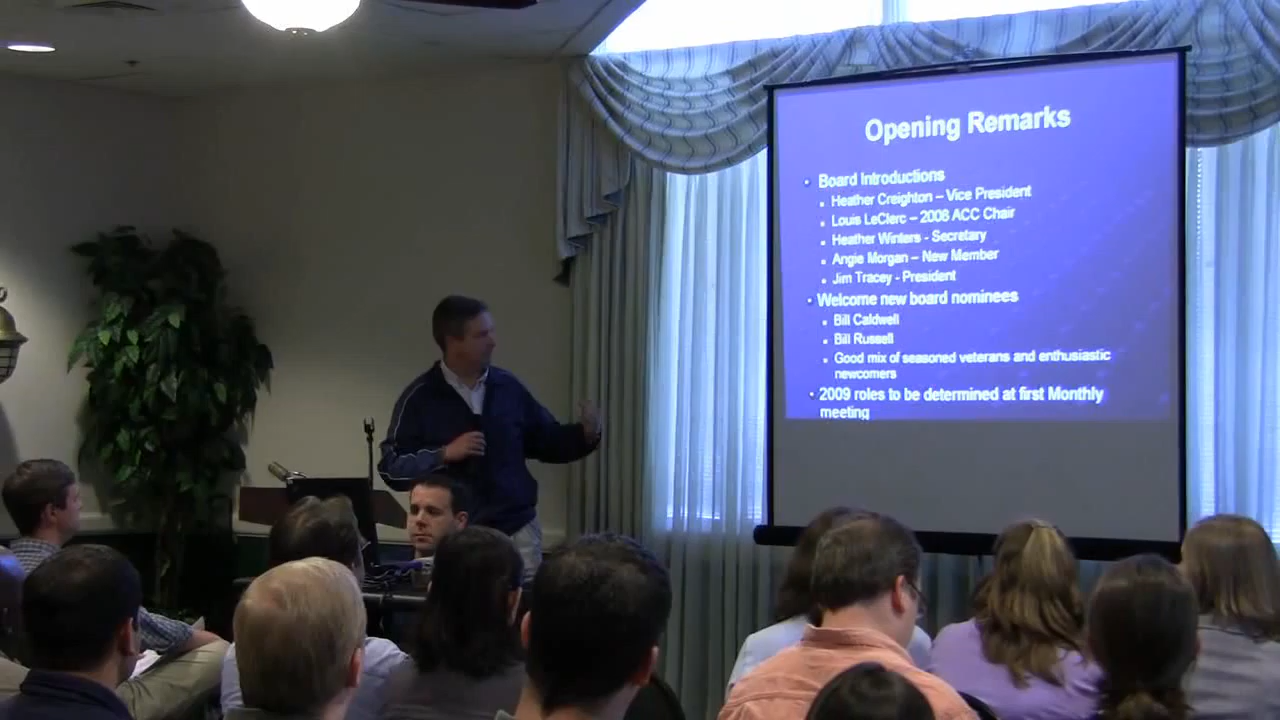 Opening Remarks
• Board Introductions
▪ Heather Creighton – Vice President
▪ Louis LeClerc – 2008 ACC Chair
▪ Heather Winters - Secretary
▪ Angie Morgan – New Member
▪ Jim Tracey - President
• Welcome new board nominees
▪ Bill Caldwell
▪ Bill Russell
▪ Good mix of seasoned veterans and enthusiastic
newcomers
• 2009 roles to be determined at first Monthly
meeting